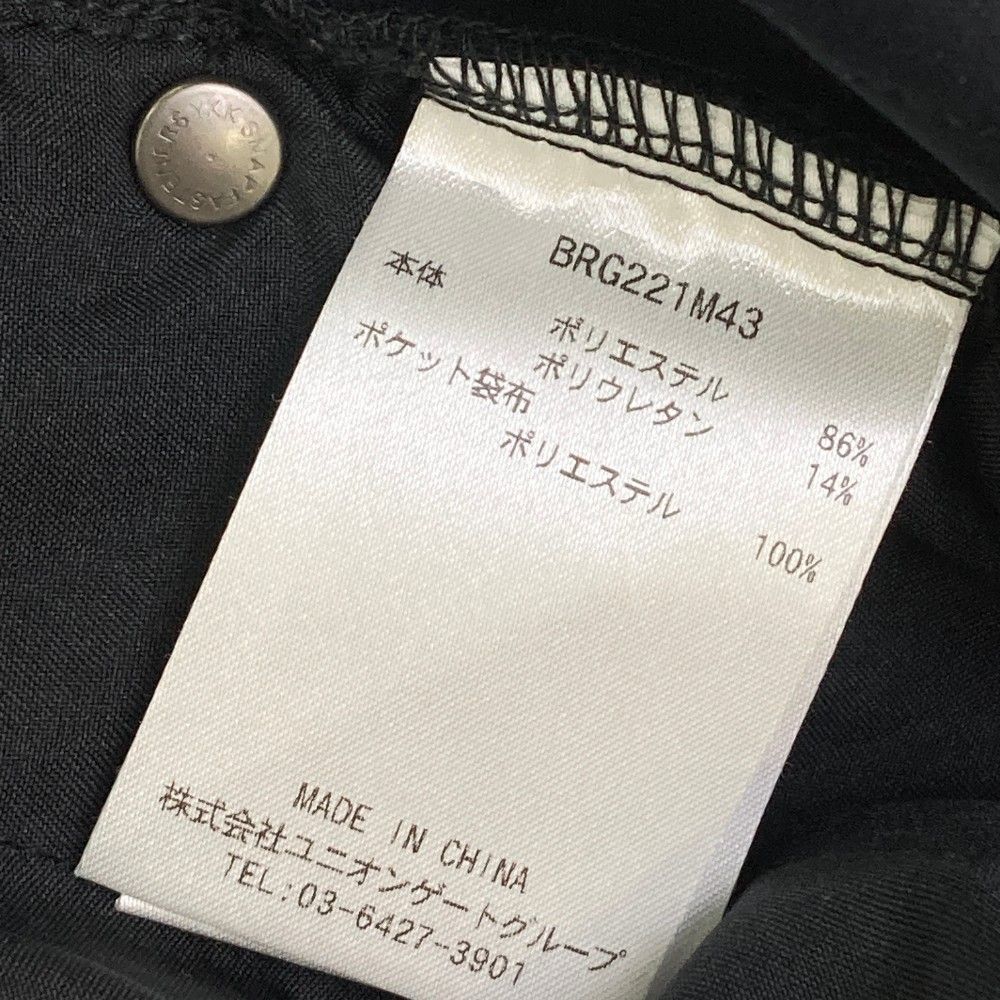 YKK SNAP FASTENERS
BRG221M43
本体
ポリエステル 86%
ポリウレタン 14%
ポケット袋布
ポリエステル 100%
MADE IN CHINA
株式会社ユニオンゲートグループ
TEL:03-6427-3901